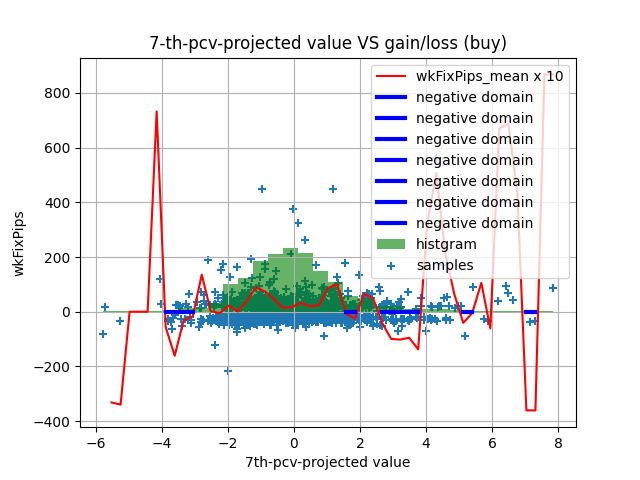 7-th-pcv-projected value VS gain/loss (buy)
wkFixPips_mean x 10
negative domain
negative domain
negative domain
negative domain
negative domain
negative domain
negative domain
histgram
samples
800
600
400
200
0
−200
−400
wkFixPips
−6
−4
−2
0
2
4
6
8
7th-pcv-projected value